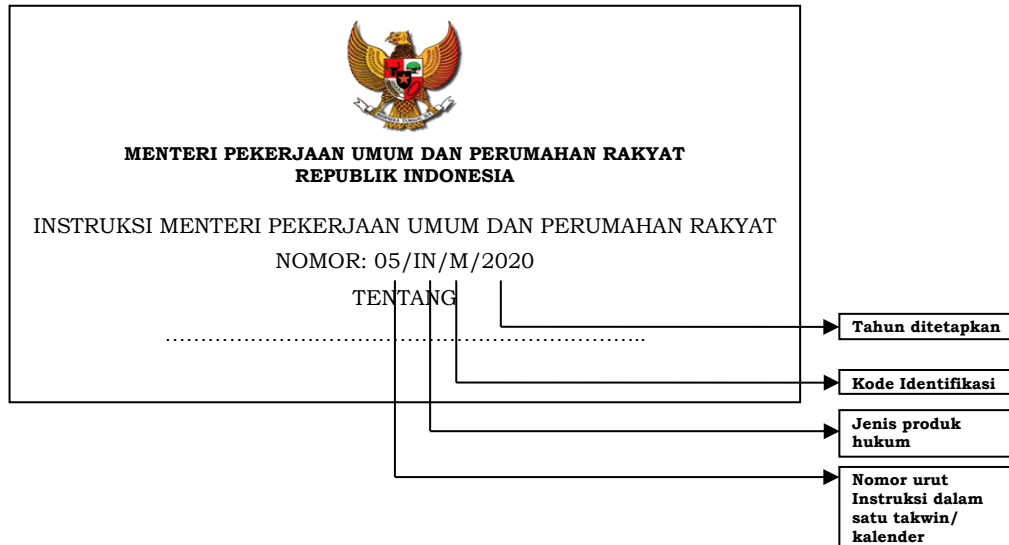 MENTERI PEKERJAAN UMUM DAN PERUMAHAN RAKYAT
REPUBLIK INDONESIA
INSTRUKSI MENTERI PEKERJAAN UMUM DAN PERUMAHAN RAKYAT
NOMOR: 05/IN/M/2020
TENTANG
…………………………………………………………..
Tahun ditetapkan
Kode Identifikasi
Jenis produk
hukum
Nomor urut
Instruksi dalam
satu takwin/
kalender